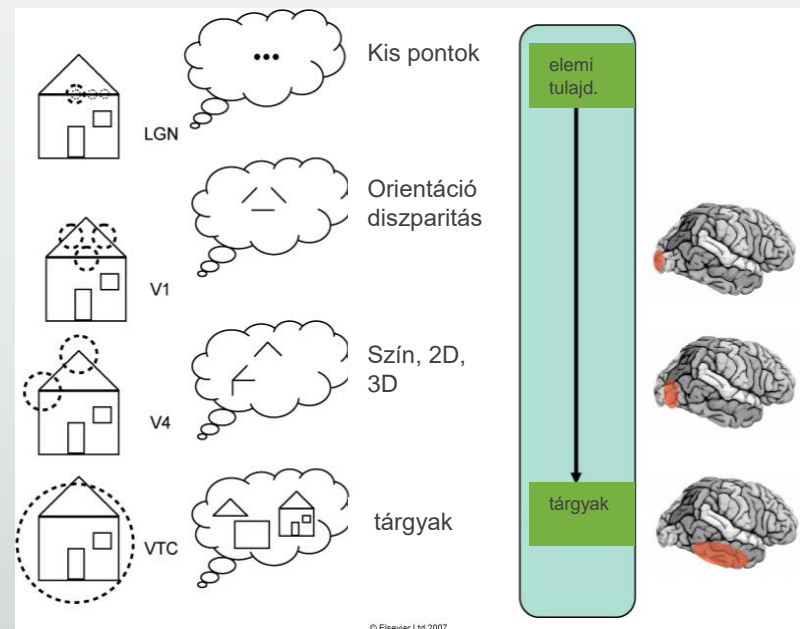 Kis pontok
elemi
tulajd.
LGN
Orientáció
diszparitás
V1
Szín, 2D,
3D
V4
tárgyak
tárgyak
VTC
© Elsevier Ltd 2007